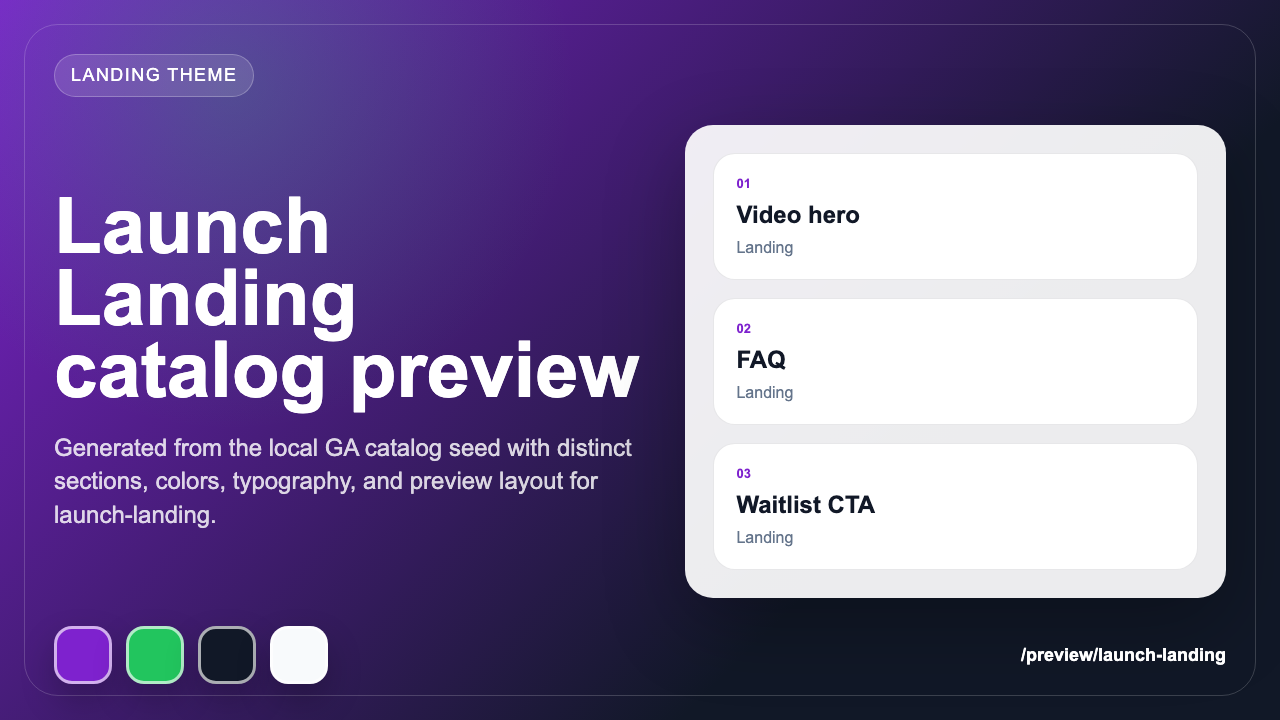 LANDING THEME
Launch
Landing
catalog preview
Generated from the local GA catalog seed with distinct
sections, colors, typography, and preview layout for
launch-landing.
01
Video hero
Landing
02
FAQ
Landing
03
Waitlist CTA
Landing
/preview/launch-landing